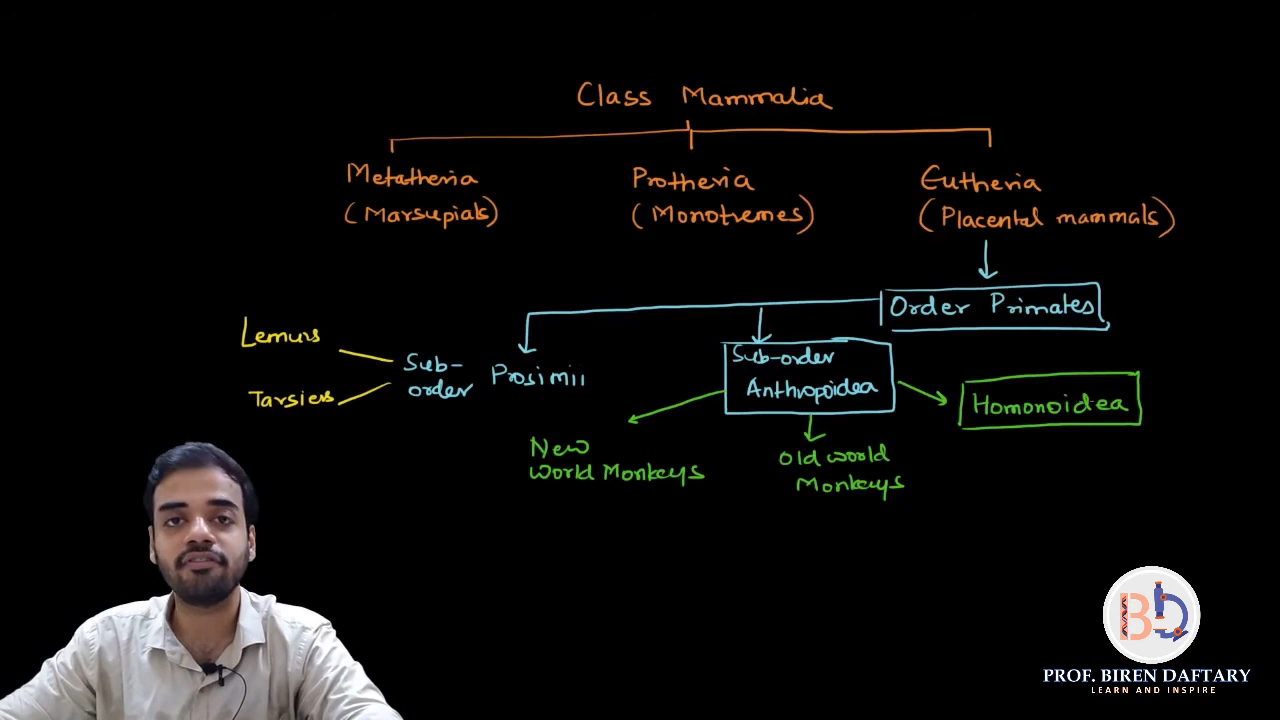 Class Mammalia
Metatheria
(Marsupials)
Protheria
(Monotremes)
Eutheria
(Placental mammals)
Order Primates
Lemurs
Tarsiers
Sub-
order
Prosimii
Sub-order
Anthropoidea
Homonoidea
New
World Monkeys
Old world
Monkeys
BD
PROF. BIREN DAFTARY
LEARN AND INSPIRE